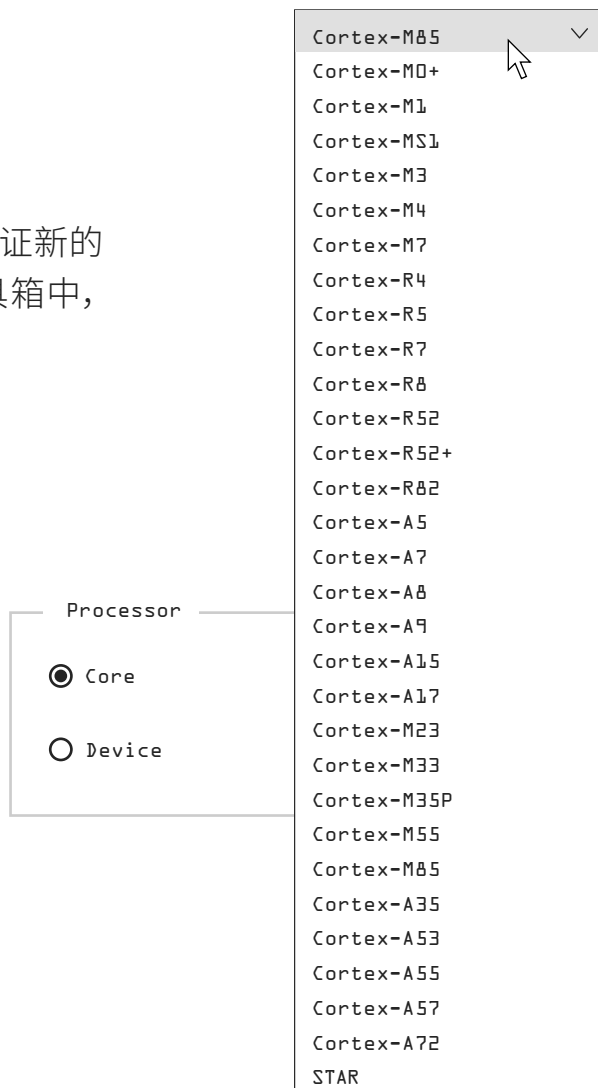 证新的
具箱中，
Processor
Core
Device
Cortex-M85
Cortex-M0+
Cortex-M1
Cortex-MS1
Cortex-M3
Cortex-M4
Cortex-M7
Cortex-R4
Cortex-R5
Cortex-R7
Cortex-R8
Cortex-R52
Cortex-R52+
Cortex-R82
Cortex-A5
Cortex-A7
Cortex-A8
Cortex-A9
Cortex-A15
Cortex-A17
Cortex-M23
Cortex-M33
Cortex-M35P
Cortex-M55
Cortex-M85
Cortex-A35
Cortex-A53
Cortex-A55
Cortex-A57
Cortex-A72
STAR